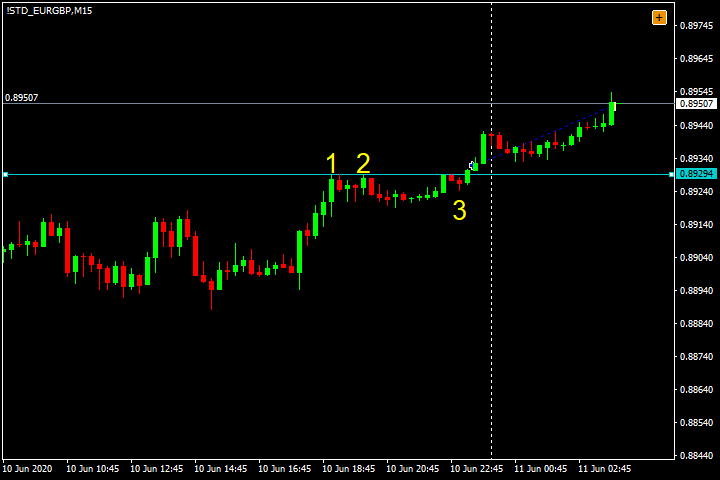 !STD_EURGBP,M15
+
0.89745
0.89645
0.89545
0.89507
0.89507
0.89440
0.89340
1
2
0.89294
0.89240
3
0.89140
0.89040
0.88940
0.88840
0.88740
0.88640
0.88540
0.88440
10 Jun 2020
10 Jun 10:45
10 Jun 12:45
10 Jun 14:45
10 Jun 16:45
10 Jun 18:45
10 Jun 20:45
10 Jun 22:45
11 Jun 00:45
11 Jun 02:45